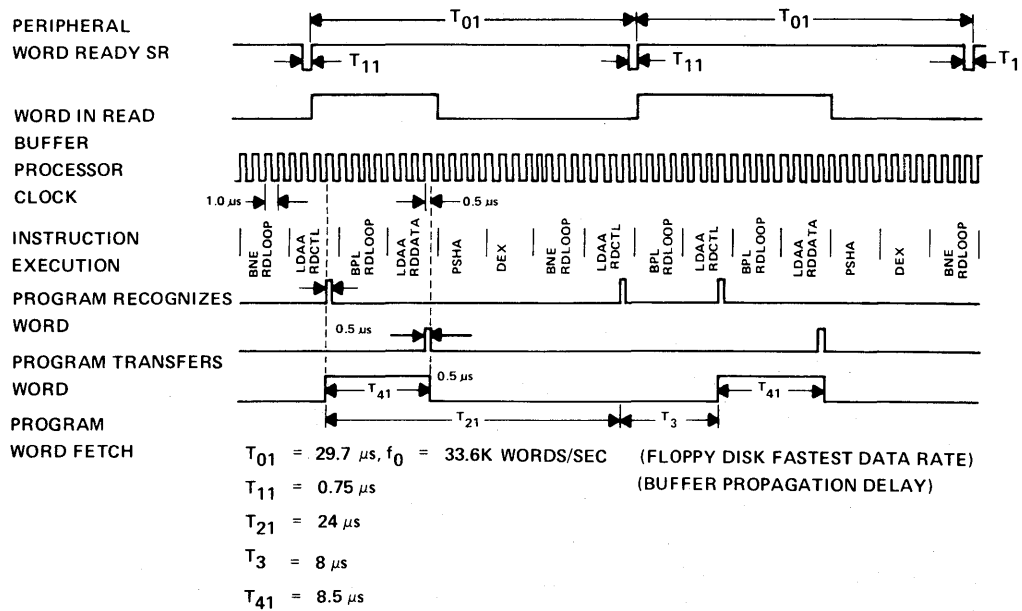 PERIPHERAL
WORD READY SR
T01
T01
T11
T11
T1
WORD IN READ
BUFFER
PROCESSOR
CLOCK
1.0 μs
0.5 μs
INSTRUCTION
EXECUTION
BNE RDLOOP
LDAA RDCTL
BPL RDLOOP
LDAA RDDATA
PSHA
DEX
BNE RDLOOP
LDAA RDCTL
BPL RDLOOP
LDAA RDCTL
BPL RDLOOP
LDAA RDDATA
PSHA
DEX
BNE RDLOOP
PROGRAM RECOGNIZES
WORD
0.5 μs
PROGRAM TRANSFERS
WORD
0.5 μs
T41
T41
PROGRAM
WORD FETCH
T21
T3
T01 = 29.7 μs, f0 = 33.6K WORDS/SEC (FLOPPY DISK FASTEST DATA RATE)
T11 = 0.75 μs (BUFFER PROPAGATION DELAY)
T21 = 24 μs
T3 = 8 μs
T41 = 8.5 μs